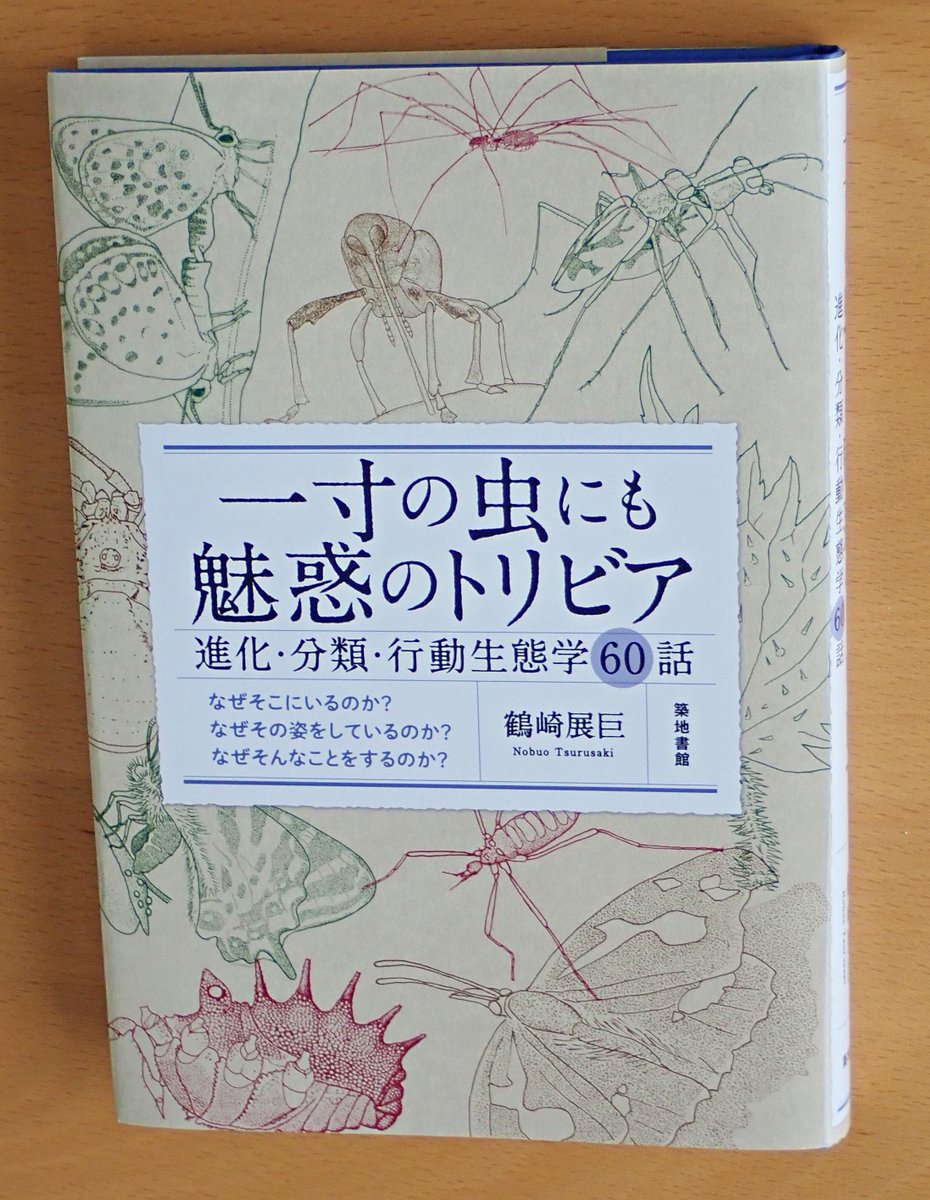 一寸の虫にも
魅惑のトリビア
進化・分類・行動生態学60話
なぜそこにいるのか?
なぜその姿をしているのか?
なぜそんなことをするのか?
鶴崎展巨
Nobuo Tsurusaki
築地書館
進化・分類・行動生態学60話